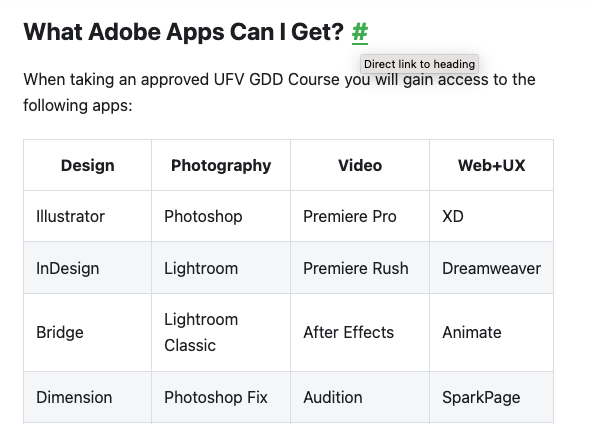 What Adobe Apps Can I Get? #
Direct link to heading
When taking an approved UFV GDD Course you will gain access to the
following apps:
Design Photography Video Web+UX
Illustrator Photoshop Premiere Pro XD
InDesign Lightroom Premiere Rush Dreamweaver
Bridge Lightroom Classic After Effects Animate
Dimension Photoshop Fix Audition SparkPage